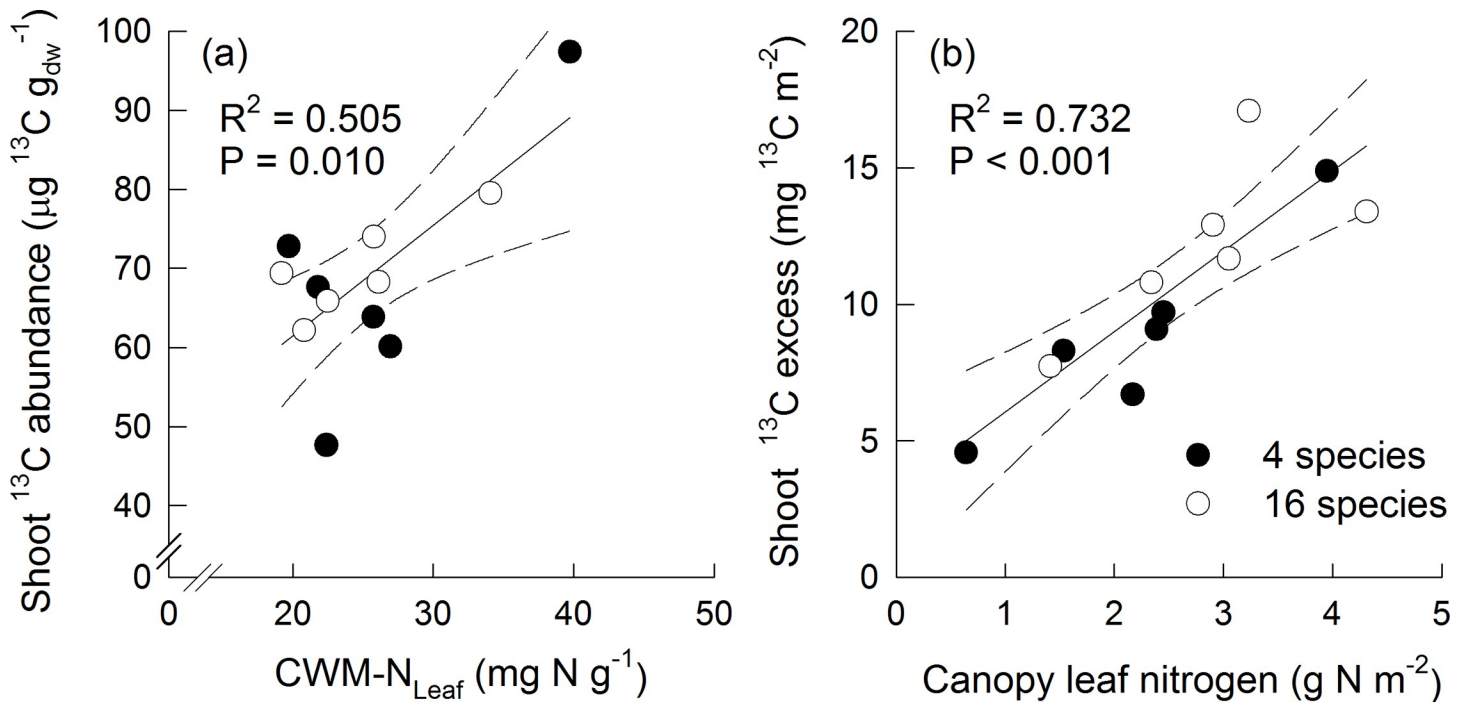 (a)
R² = 0.505
P = 0.010
Shoot ¹³C abundance (µg ¹³C g_dw⁻¹)
100
90
80
70
60
50
40
0
0 20 30 40 50
CWM-N_Leaf (mg N g⁻¹)
(b)
R² = 0.732
P < 0.001
Shoot ¹³C excess (mg ¹³C m⁻²)
20
15
10
5
0
4 species
16 species
0 1 2 3 4 5
Canopy leaf nitrogen (g N m⁻²)